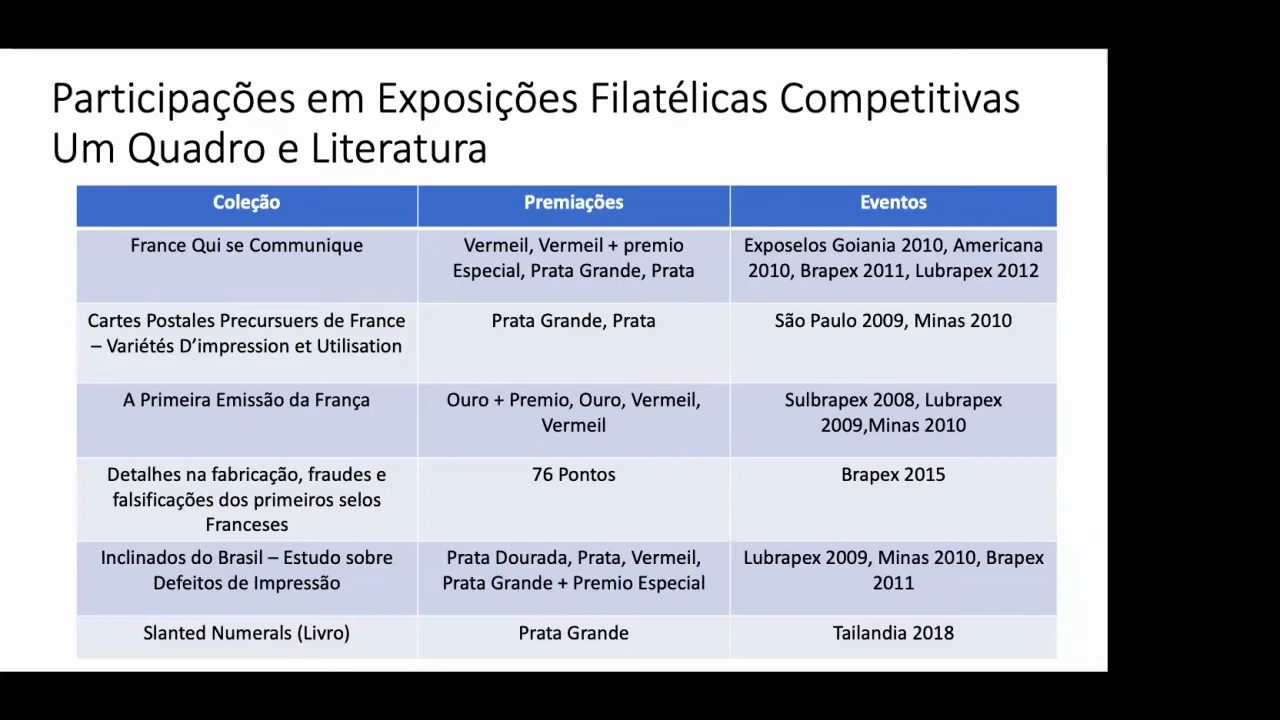 Participações em Exposições Filatélicas Competitivas
Um Quadro e Literatura
Coleção
Premiações
Eventos
France Qui se Communique
Vermeil, Vermeil + premio
Especial, Prata Grande, Prata
Exposelos Goiania 2010, Americana
2010, Brapex 2011, Lubrapex 2012
Cartes Postales Precursuers de France
– Variétés D’impression et Utilisation
Prata Grande, Prata
São Paulo 2009, Minas 2010
A Primeira Emissão da França
Ouro + Premio, Ouro, Vermeil,
Vermeil
Sulbrapex 2008, Lubrapex
2009,Minas 2010
Detalhes na fabricação, fraudes e
falsificações dos primeiros selos
Franceses
76 Pontos
Brapex 2015
Inclinados do Brasil – Estudo sobre
Defeitos de Impressão
Prata Dourada, Prata, Vermeil,
Prata Grande + Premio Especial
Lubrapex 2009, Minas 2010, Brapex
2011
Slanted Numerals (Livro)
Prata Grande
Tailandia 2018